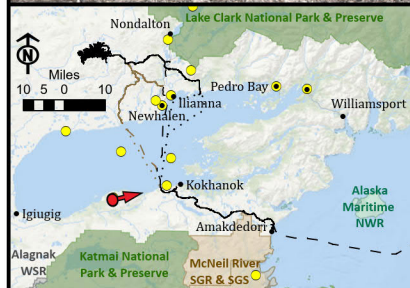 Lake Clark National Park & Preserve
Nondalton
N
Miles
10 5 0 10
Pedro Bay
Iliamna
Newhalen
Williamsport
Kokhanok
Igiugig
Amakdedori
Alaska
Maritime
NWR
Alagnak
WSR
Katmai National
Park & Preserve
McNeil River
SGR & SGS